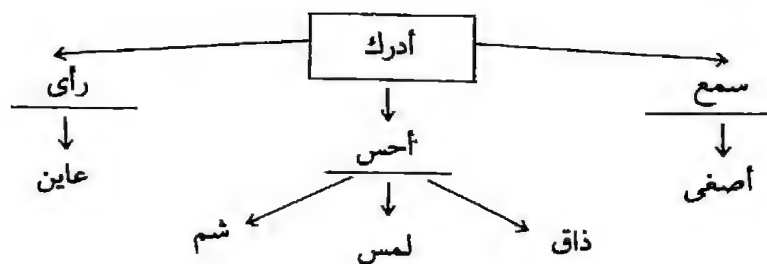 أدرك
سمع رأى
أحس
أصغى عاين
ذاق لمس شم